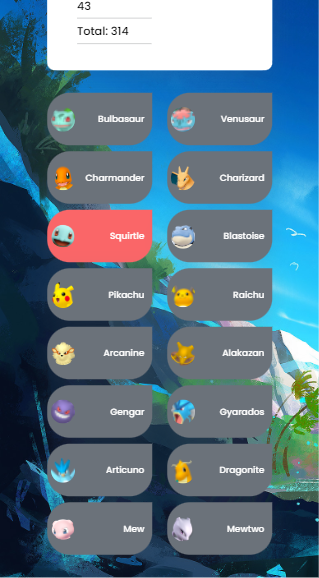 43
Total: 314
Bulbasaur
Venusaur
Charmander
Charizard
Squirtle
Blastoise
Pikachu
Raichu
Arcanine
Alakazan
Gengar
Gyarados
Articuno
Dragonite
Mew
Mewtwo